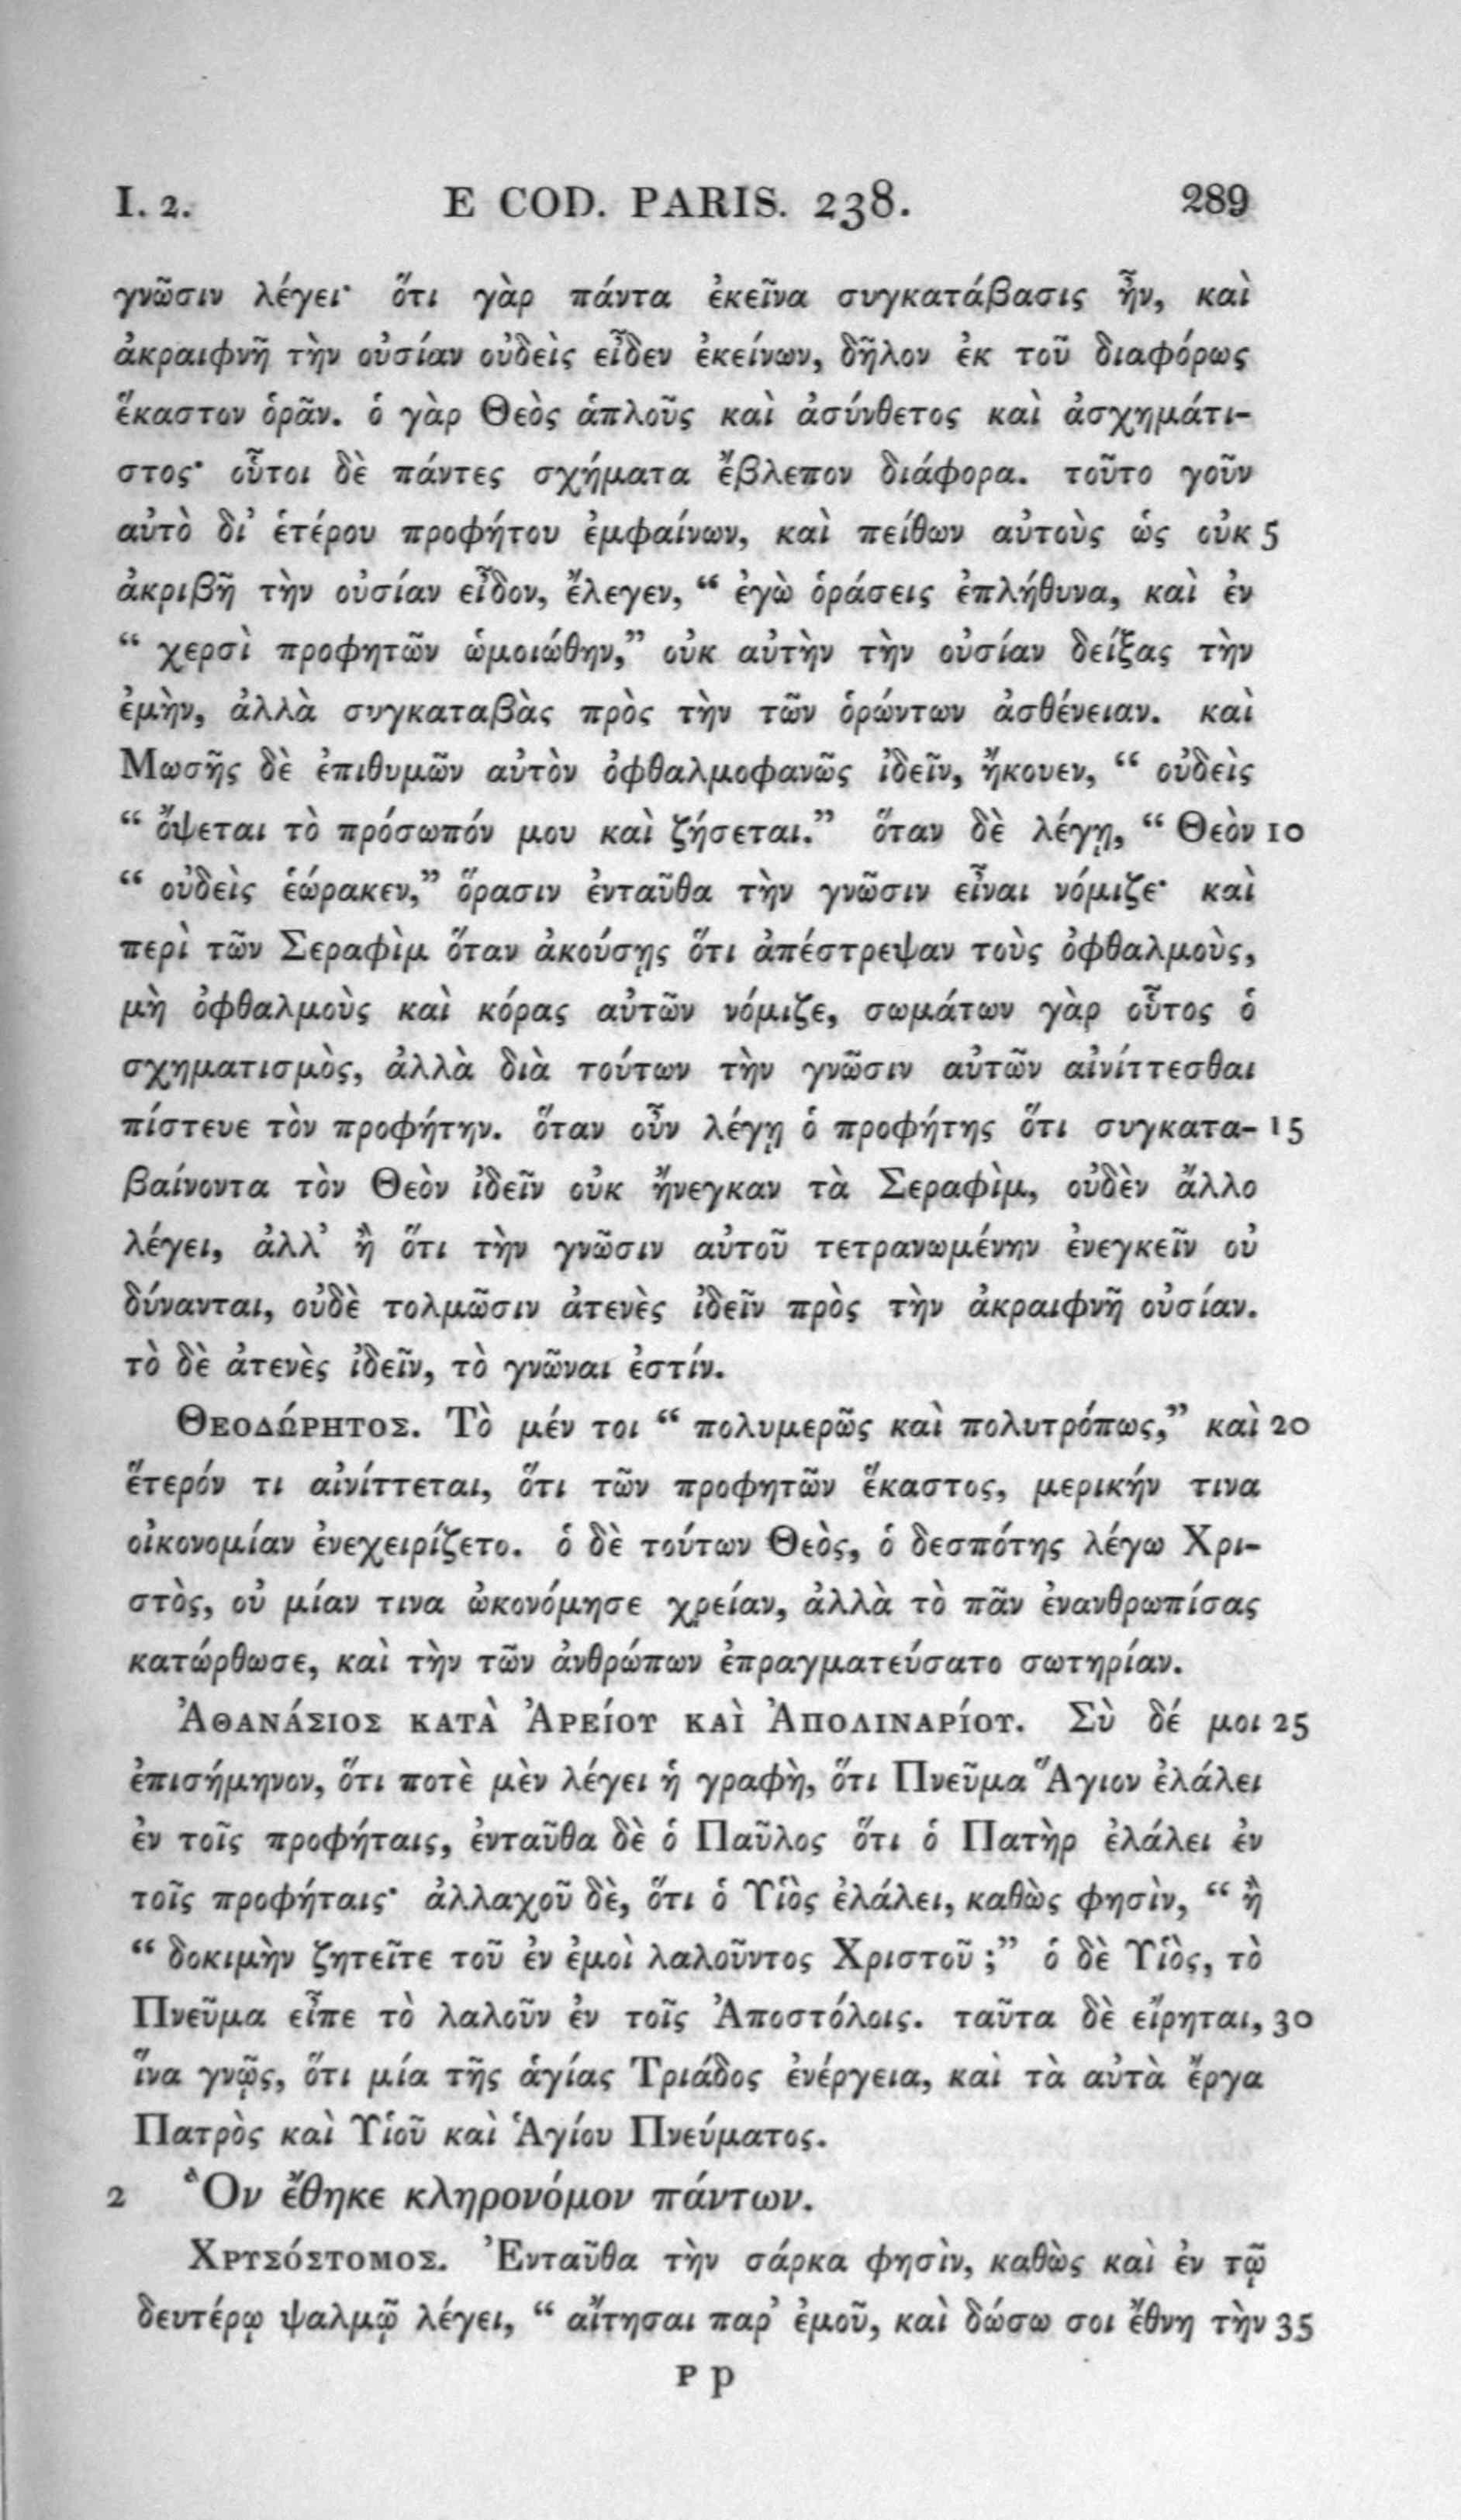 I. 2. E COD. PARIS. 238. 289
γνῶσιν λέγει· ὅτι γὰρ πάντα ἐκεῖνα συγκατάβασις ἦν, καὶ
ἀκραιφνῆ τὴν οὐσίαν οὐδεὶς εἶδεν ἐκείνων, δῆλον ἐκ τοῦ διαφόρως
ἕκαστον ὁρᾶν. ὁ γὰρ Θεὸς ἁπλοῦς καὶ ἀσύνθετος καὶ ἀσχημάτι-
στος· οὗτοι δὲ πάντες σχήματα ἔβλεπον διάφορα. τοῦτο γοῦν
αὐτὸ δι᾽ ἑτέρου προφήτου ἐμφαίνων, καὶ πείθων αὐτοὺς ὡς οὐκ 5
ἀκριβῆ τὴν οὐσίαν εἶδον, ἔλεγεν, “ ἐγὼ ὁράσεις ἐπλήθυνα, καὶ ἐν
“ χερσὶ προφητῶν ὡμοιώθην,” οὐκ αὐτὴν τὴν οὐσίαν δείξας τὴν
ἐμὴν, ἀλλὰ συγκαταβὰς πρὸς τὴν τῶν ὁρώντων ἀσθένειαν. καὶ
Μωσῆς δὲ ἐπιθυμῶν αὐτὸν ὀφθαλμοφανῶς ἰδεῖν, ἤκουεν, “ οὐδεὶς
“ ὄψεται τὸ πρόσωπόν μου καὶ ζήσεται.” ὅταν δὲ λέγῃ, “ Θεὸν 10
“ οὐδεὶς ἑώρακεν,” ὅρασιν ἐνταῦθα τὴν γνῶσιν εἶναι νόμιζε· καὶ
περὶ τῶν Σεραφὶμ ὅταν ἀκούσῃς ὅτι ἀπέστρεψαν τοὺς ὀφθαλμοὺς,
μὴ ὀφθαλμοὺς καὶ κόρας αὐτῶν νόμιζε, σωμάτων γὰρ οὗτος ὁ
σχηματισμὸς, ἀλλὰ διὰ τούτων τὴν γνῶσιν αὐτῶν αἰνίττεσθαι
πίστευε τὸν προφήτην. ὅταν οὖν λέγῃ ὁ προφήτης ὅτι συγκατα- 15
βαίνοντα τὸν Θεὸν ἰδεῖν οὐκ ἤνεγκαν τὰ Σεραφὶμ, οὐδὲν ἄλλο
λέγει, ἀλλ᾽ ἢ ὅτι τὴν γνῶσιν αὐτοῦ τετρανωμένην ἐνεγκεῖν οὐ
δύνανται, οὐδὲ τολμῶσιν ἀτενὲς ἰδεῖν πρὸς τὴν ἀκραιφνῆ οὐσίαν.
τὸ δὲ ἀτενὲς ἰδεῖν, τὸ γνῶναι ἐστίν.
ΘΕΟΔΏΡΗΤΟΣ. Τὸ μέν τοι “ πολυμερῶς καὶ πολυτρόπως,” καὶ 20
ἕτερόν τι αἰνίττεται, ὅτι τῶν προφητῶν ἕκαστος, μερικήν τινα
οἰκονομίαν ἐνεχειρίζετο. ὁ δὲ τούτων Θεὸς, ὁ δεσπότης λέγω Χρι-
στὸς, οὐ μίαν τινα ὠκονόμησε χρείαν, ἀλλὰ τὸ πᾶν ἐνανθρωπίσας
κατώρθωσε, καὶ τὴν τῶν ἀνθρώπων ἐπραγματεύσατο σωτηρίαν.
ἈΘΑΝΆΣΙΟΣ ΚΑΤᾺ ἈΡΕΊΟΥ ΚΑῚ ἈΠΟΛΙΝΑΡΊΟΥ. Σὺ δέ μοι 25
ἐπισήμηνον, ὅτι ποτὲ μὲν λέγει ἡ γραφὴ, ὅτι Πνεῦμα Ἅγιον ἐλάλει
ἐν τοῖς προφήταις, ἐνταῦθα δὲ ὁ Παῦλος ὅτι ὁ Πατὴρ ἐλάλει ἐν
τοῖς προφήταις· ἀλλαχοῦ δὲ, ὅτι ὁ Υἱὸς ἐλάλει, καθὼς φησὶν, “ ἢ
“ δοκιμὴν ζητεῖτε τοῦ ἐν ἐμοὶ λαλοῦντος Χριστοῦ ;” ὁ δὲ Υἱὸς, τὸ
Πνεῦμα εἶπε τὸ λαλοῦν ἐν τοῖς Ἀποστόλοις. ταῦτα δὲ εἴρηται, 30
ἵνα γνῷς, ὅτι μία τῆς ἁγίας Τριάδος ἐνέργεια, καὶ τὰ αὐτὰ ἔργα
Πατρὸς καὶ Υἱοῦ καὶ Ἁγίου Πνεύματος.
2 Ὃν ἔθηκε κληρονόμον πάντων.
ΧΡΥΣΌΣΤΟΜΟΣ. Ἐνταῦθα τὴν σάρκα φησὶν, καθὼς καὶ ἐν τῷ
δευτέρῳ ψαλμῷ λέγει, “ αἴτησαι παρ᾽ ἐμοῦ, καὶ δώσω σοι ἔθνη τὴν 35
P p